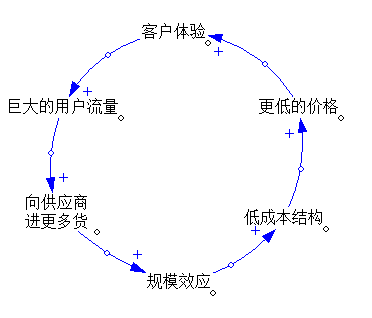 客户体验
+
巨大的用户流量
+
更低的价格
+
+
向供应商
进更多货
低成本结构
+
+
规模效应